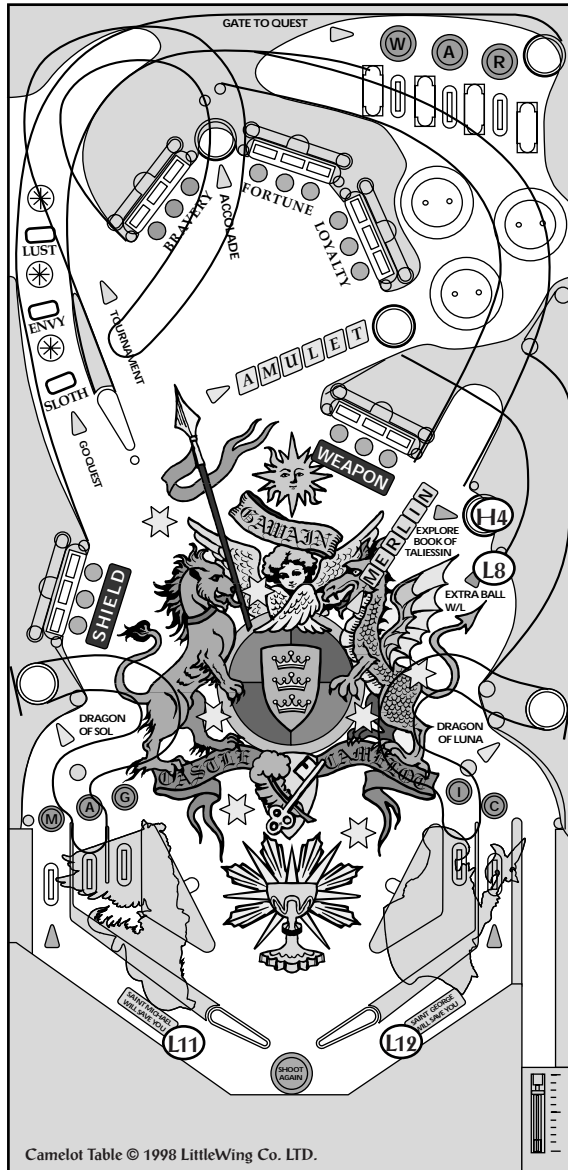 GATE TO QUEST
W A R
BRAVERY
ACCOLADE
FORTUNE
LOYALTY
LUST
ENVY
SLOTH
TOURNAMENT
GO QUEST
AMULET
WEAPON
GAWAIN
MERLIN
H4
EXPLORE
BOOK OF
TALIESSIN
L8
EXTRA BALL
W/L
SHIELD
DRAGON
OF SOL
DRAGON
OF LUNA
CASTLE CAMELOT
M A G I C
SAINT MICHAEL
WILL SAVE YOU
L11
SAINT GEORGE
WILL SAVE YOU
L12
SHOOT
AGAIN
Camelot Table © 1998 LittleWing Co. LTD.